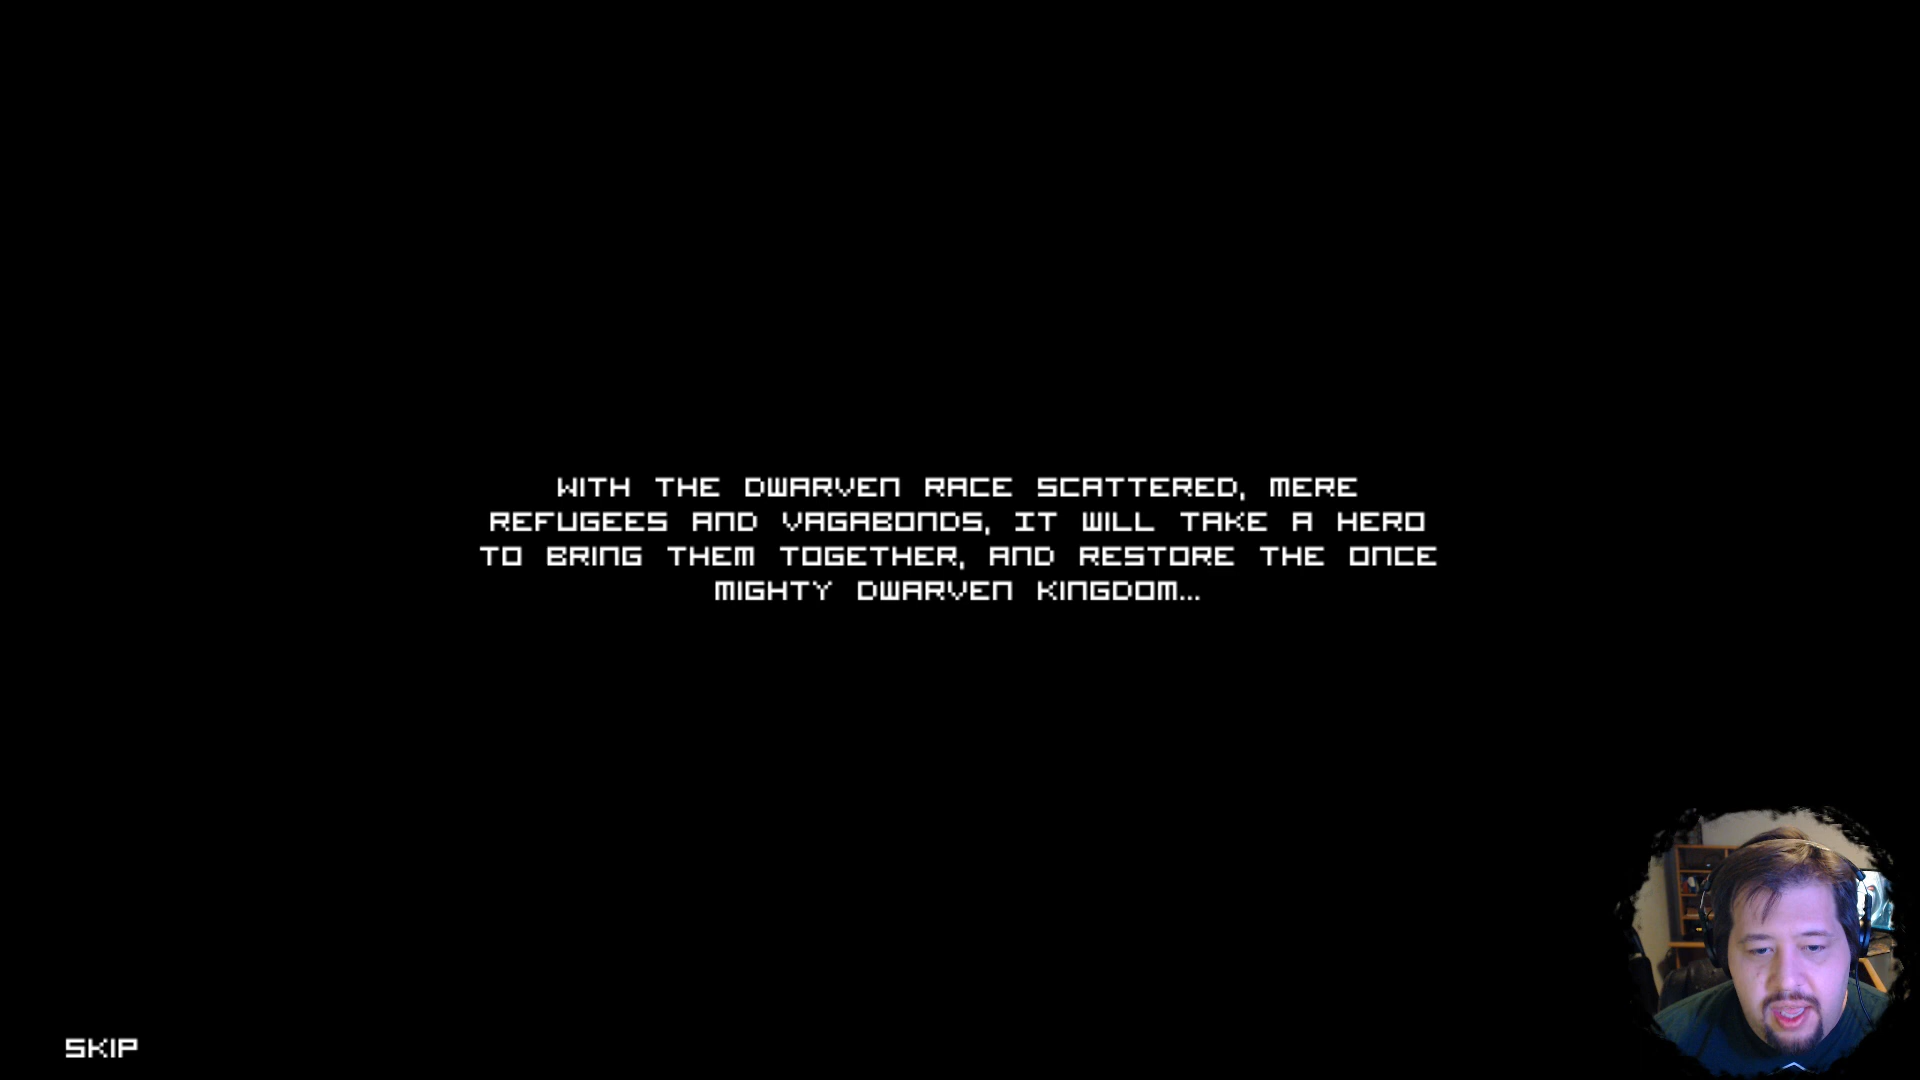 WITH THE DWARVEN RACE SCATTERED, MERE
REFUGEES AND VAGABONDS, IT WILL TAKE A HERO
TO BRING THEM TOGETHER, AND RESTORE THE ONCE
MIGHTY DWARVEN KINGDOM...
SKIP